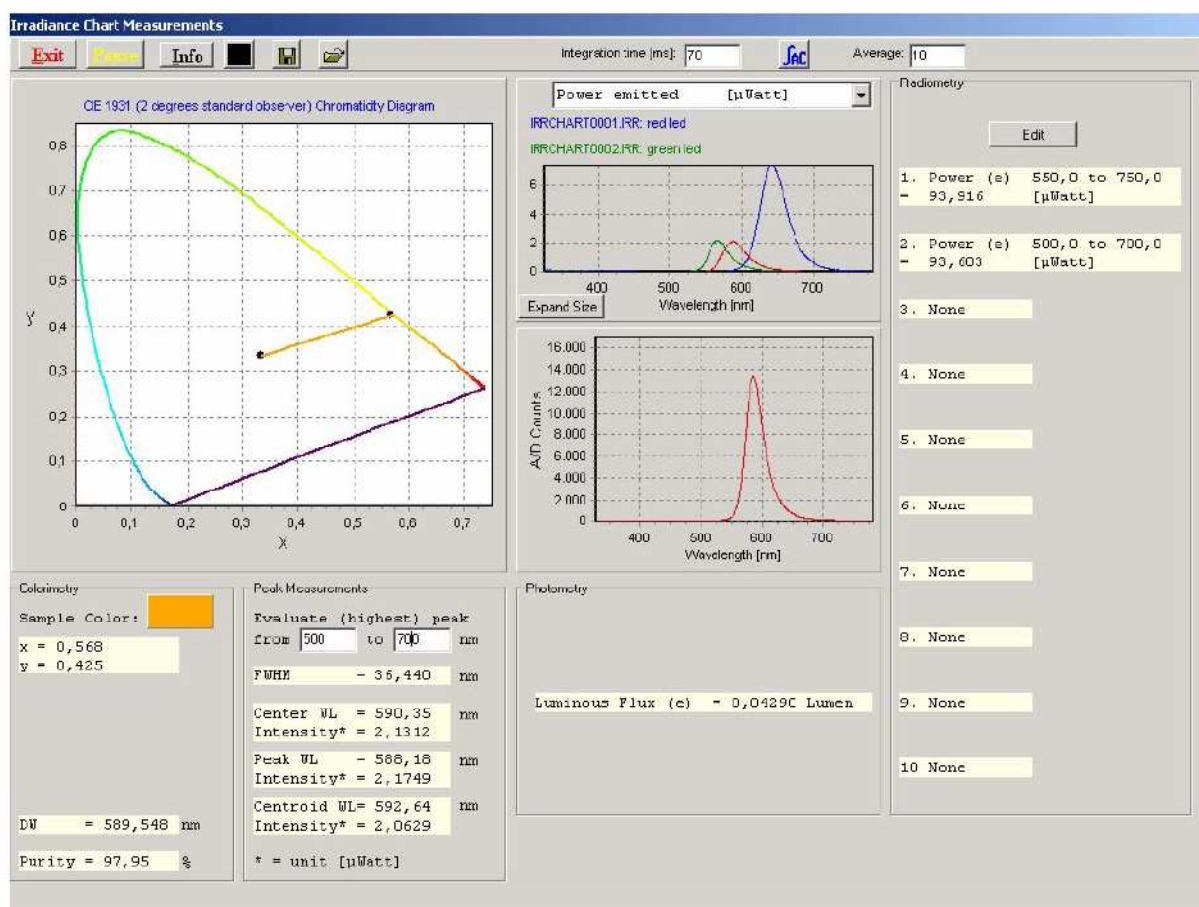 Irradiance Chart Measurements
Exit Pause Info Integration time [ms]: 70 SAC Average: 10
CIE 1931 (2 degrees standard observer) Chromaticity Diagram
0,8
0,7
0,6
0,5
0,4
0,3
0,2
0,1
0
y
0 0,1 0,2 0,3 0,4 0,5 0,6 0,7
X
Power emitted [µWatt]
IRRCHART0001.IRR: red led
IRRCHART0002.IRR: green led
6
4
2
0
400 500 600 700
Expand Size Wavelength [nm]
16.000
14.000
12.000
10.000
8.000
6.000
4.000
2.000
0
A/D Counts
400 500 600 700
Wavelength [nm]
Radiometry
Edit
1. Power (e) 550,0 to 750,0
= 93,916 [µWatt]
2. Power (e) 500,0 to 700,0
= 93,603 [µWatt]
3. None
4. None
5. None
6. None
7. None
8. None
9. None
10 None
Colorimetry
Sample Color:
x = 0,568
y = 0,425
DW = 589,548 nm
Purity = 97,95 %
Peak Measurements
Evaluate (highest) peak
from 500 to 700 nm
FWHM = 36,440 nm
Center WL = 590,35 nm
Intensity* = 2,1312
Peak WL = 588,18 nm
Intensity* = 2,1749
Centroid WL= 592,64 nm
Intensity* = 2,0629
* = unit [µWatt]
Photometry
Luminous Flux (e) = 0,04290 Lumen